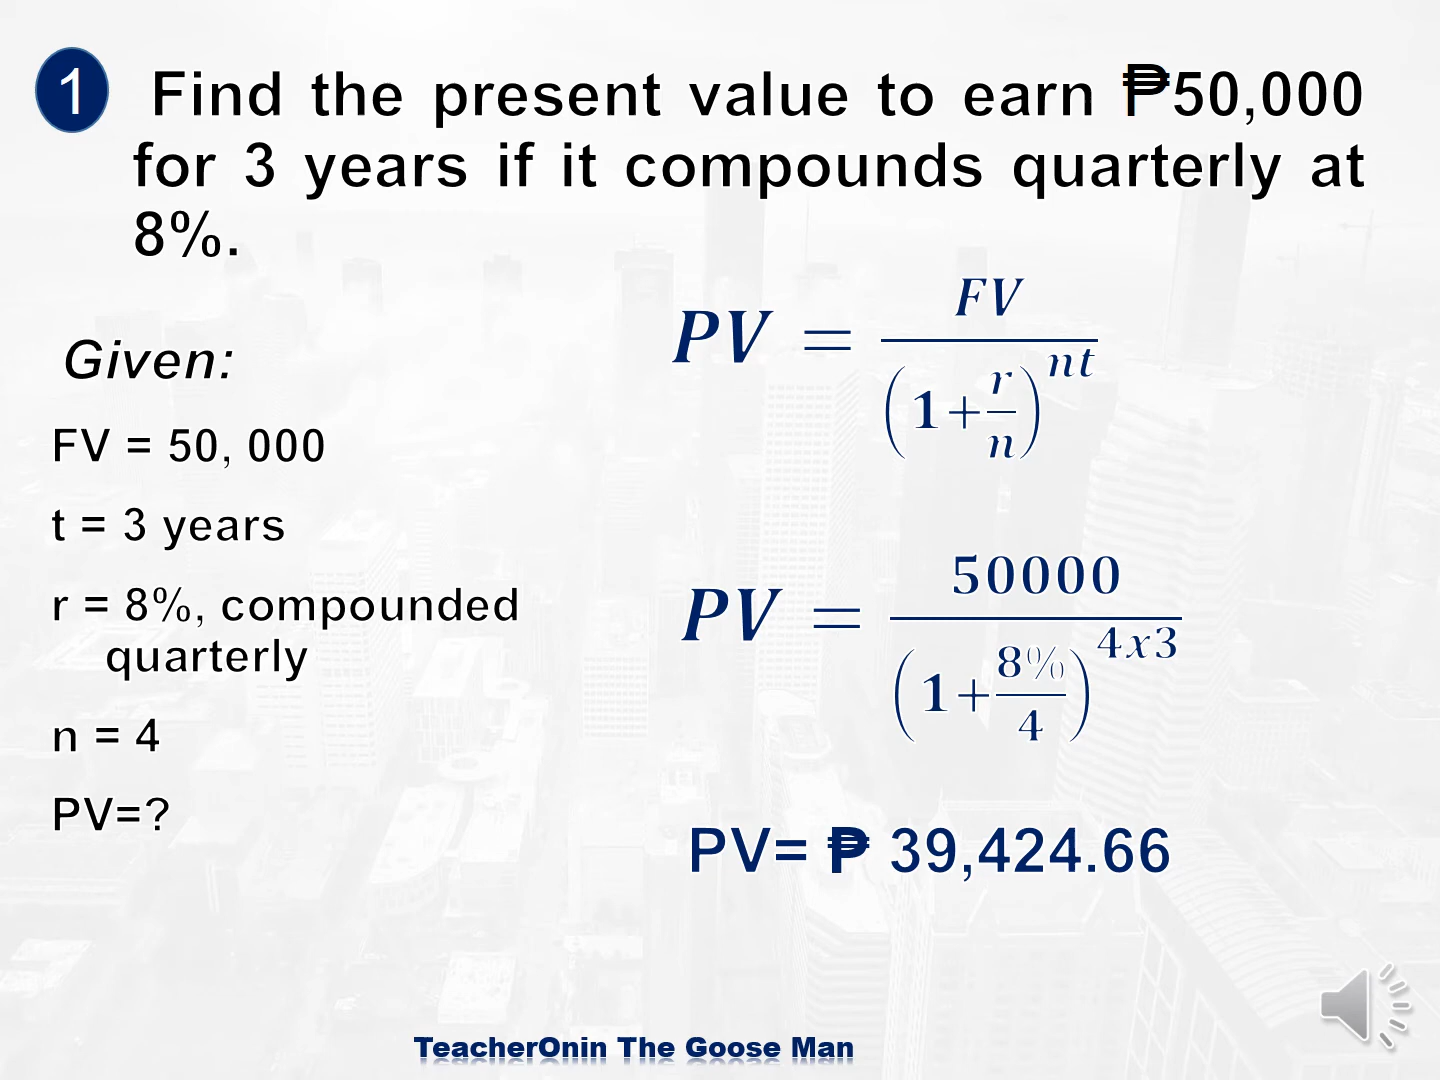 1 Find the present value to earn ₱50,000
for 3 years if it compounds quarterly at
8%.
Given:
FV = 50, 000
t = 3 years
r = 8%, compounded
quarterly
n = 4
PV=?
PV = FV / (1+r/n)^nt
PV = 50000 / (1+8%/4)^4x3
PV= ₱ 39,424.66
TeacherOnin The Goose Man